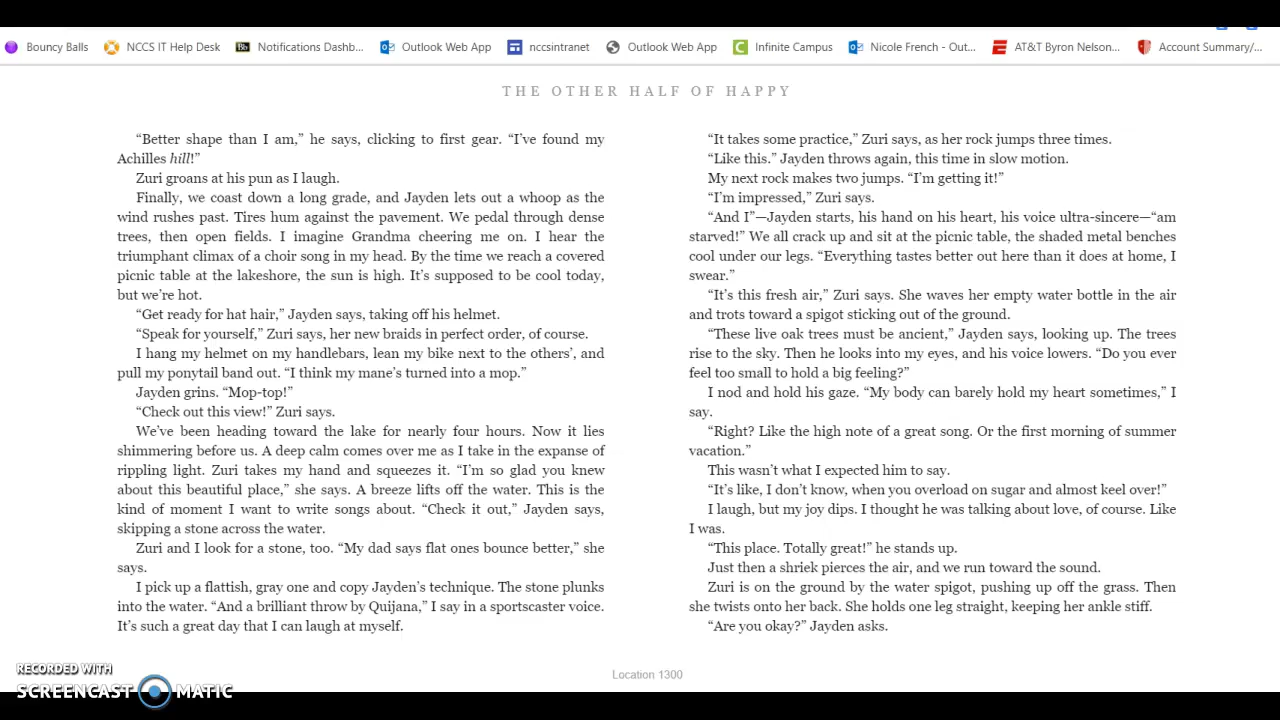 Bouncy Balls NCCS IT Help Desk Bb Notifications Dashb... Outlook Web App nccsintranet Outlook Web App Infinite Campus Nicole French - Out... AT&T Byron Nelson... Account Summary/...
THE OTHER HALF OF HAPPY
“Better shape than I am,” he says, clicking to first gear. “I’ve found my
Achilles hill!”
Zuri groans at his pun as I laugh.
Finally, we coast down a long grade, and Jayden lets out a whoop as the
wind rushes past. Tires hum against the pavement. We pedal through dense
trees, then open fields. I imagine Grandma cheering me on. I hear the
triumphant climax of a choir song in my head. By the time we reach a covered
picnic table at the lakeshore, the sun is high. It’s supposed to be cool today,
but we’re hot.
“Get ready for hat hair,” Jayden says, taking off his helmet.
“Speak for yourself,” Zuri says, her new braids in perfect order, of course.
I hang my helmet on my handlebars, lean my bike next to the others’, and
pull my ponytail band out. “I think my mane’s turned into a mop.”
Jayden grins. “Mop-top!”
“Check out this view!” Zuri says.
We’ve been heading toward the lake for nearly four hours. Now it lies
shimmering before us. A deep calm comes over me as I take in the expanse of
rippling light. Zuri takes my hand and squeezes it. “I’m so glad you knew
about this beautiful place,” she says. A breeze lifts off the water. This is the
kind of moment I want to write songs about. “Check it out,” Jayden says,
skipping a stone across the water.
Zuri and I look for a stone, too. “My dad says flat ones bounce better,” she
says.
I pick up a flattish, gray one and copy Jayden’s technique. The stone plunks
into the water. “And a brilliant throw by Quijana,” I say in a sportscaster voice.
It’s such a great day that I can laugh at myself.
“It takes some practice,” Zuri says, as her rock jumps three times.
“Like this.” Jayden throws again, this time in slow motion.
My next rock makes two jumps. “I’m getting it!”
“I’m impressed,” Zuri says.
“And I”—Jayden starts, his hand on his heart, his voice ultra-sincere—“am
starved!” We all crack up and sit at the picnic table, the shaded metal benches
cool under our legs. “Everything tastes better out here than it does at home, I
swear.”
“It’s this fresh air,” Zuri says. She waves her empty water bottle in the air
and trots toward a spigot sticking out of the ground.
“These live oak trees must be ancient,” Jayden says, looking up. The trees
rise to the sky. Then he looks into my eyes, and his voice lowers. “Do you ever
feel too small to hold a big feeling?”
I nod and hold his gaze. “My body can barely hold my heart sometimes,” I
say.
“Right? Like the high note of a great song. Or the first morning of summer
vacation.”
This wasn’t what I expected him to say.
“It’s like, I don’t know, when you overload on sugar and almost keel over!”
I laugh, but my joy dips. I thought he was talking about love, of course. Like
I was.
“This place. Totally great!” he stands up.
Just then a shriek pierces the air, and we run toward the sound.
Zuri is on the ground by the water spigot, pushing up off the grass. Then
she twists onto her back. She holds one leg straight, keeping her ankle stiff.
“Are you okay?” Jayden asks.
Location 1300
RECORDED WITH
SCREENCAST MATIC